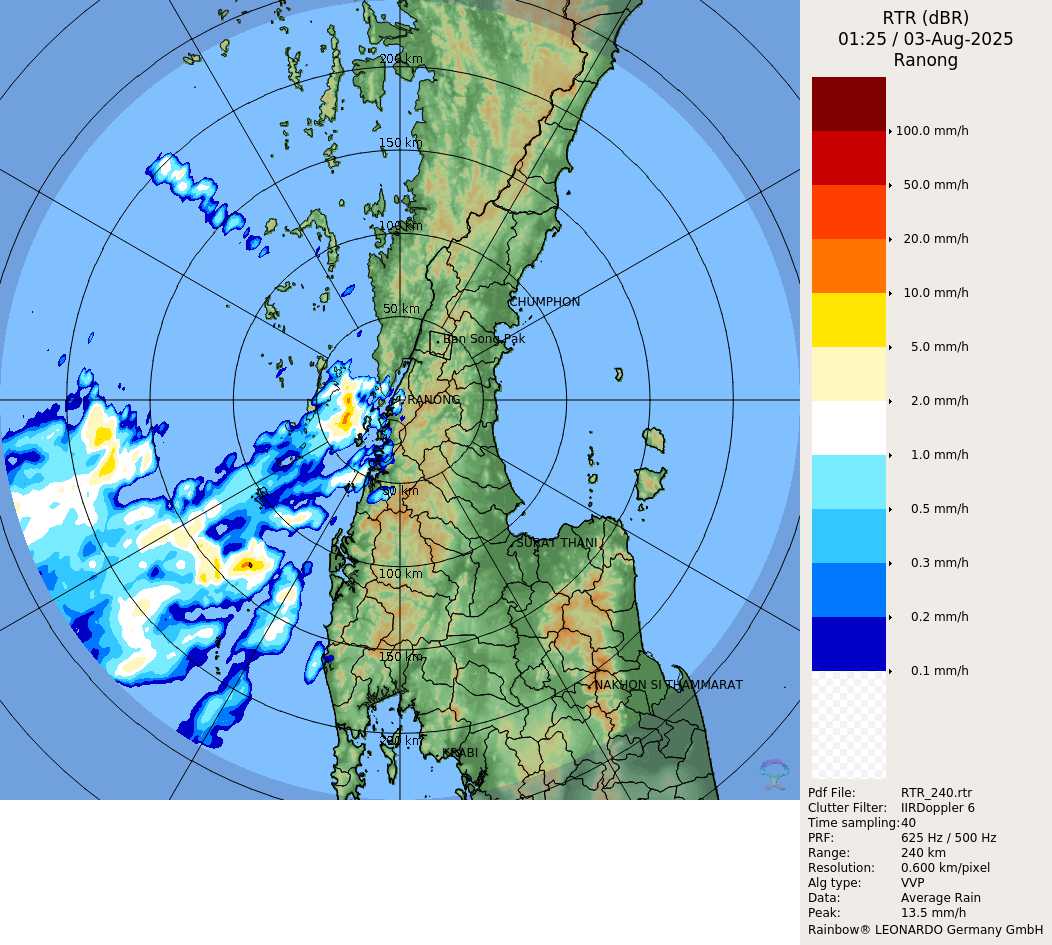 RTR (dBR)
01:25 / 03-Aug-2025
Ranong
200 km
150 km
100 km
50 km
CHUMPHON
Ban Song Pak
RANONG
50 km
SURAT THANI
100 km
150 km
NAKHON SI THAMMARAT
200 km
KRABI
100.0 mm/h
50.0 mm/h
20.0 mm/h
10.0 mm/h
5.0 mm/h
2.0 mm/h
1.0 mm/h
0.5 mm/h
0.3 mm/h
0.2 mm/h
0.1 mm/h
Pdf File: RTR_240.rtr
Clutter Filter: IIRDoppler 6
Time sampling: 40
PRF: 625 Hz / 500 Hz
Range: 240 km
Resolution: 0.600 km/pixel
Alg type: VVP
Data: Average Rain
Peak: 13.5 mm/h
Rainbow® LEONARDO Germany GmbH